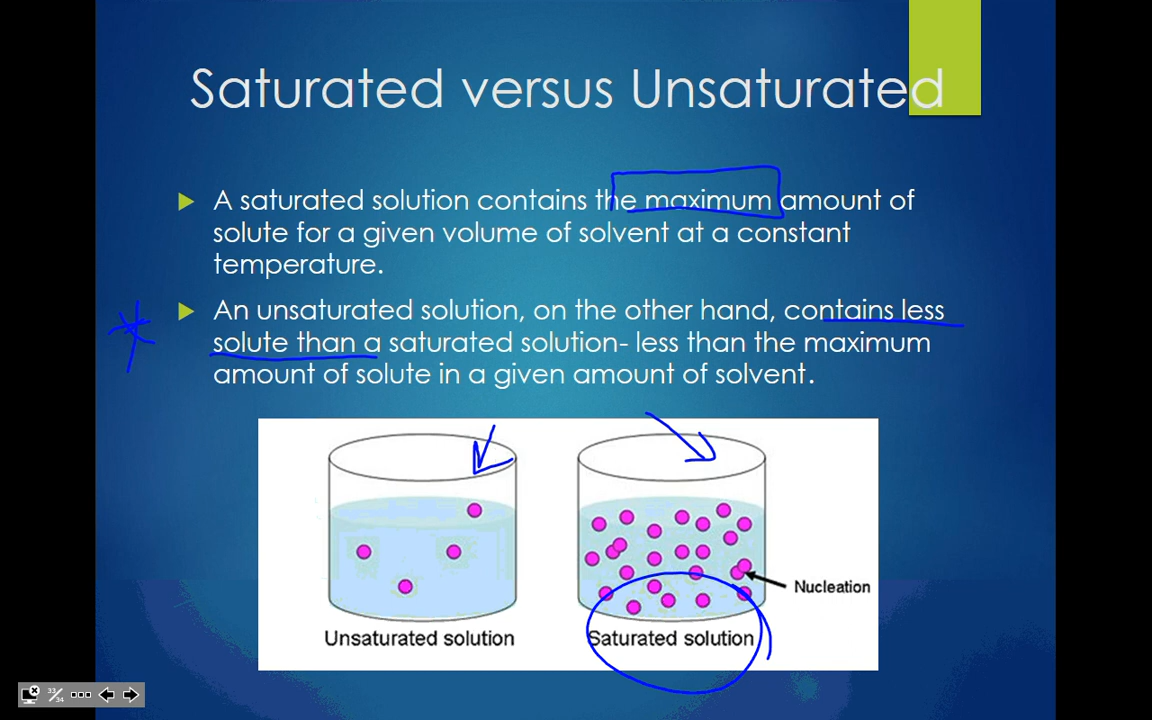 Saturated versus Unsaturated
A saturated solution contains the maximum amount of
solute for a given volume of solvent at a constant
temperature.
An unsaturated solution, on the other hand, contains less
solute than a saturated solution- less than the maximum
amount of solute in a given amount of solvent.
Nucleation
Unsaturated solution
Saturated solution
33/34